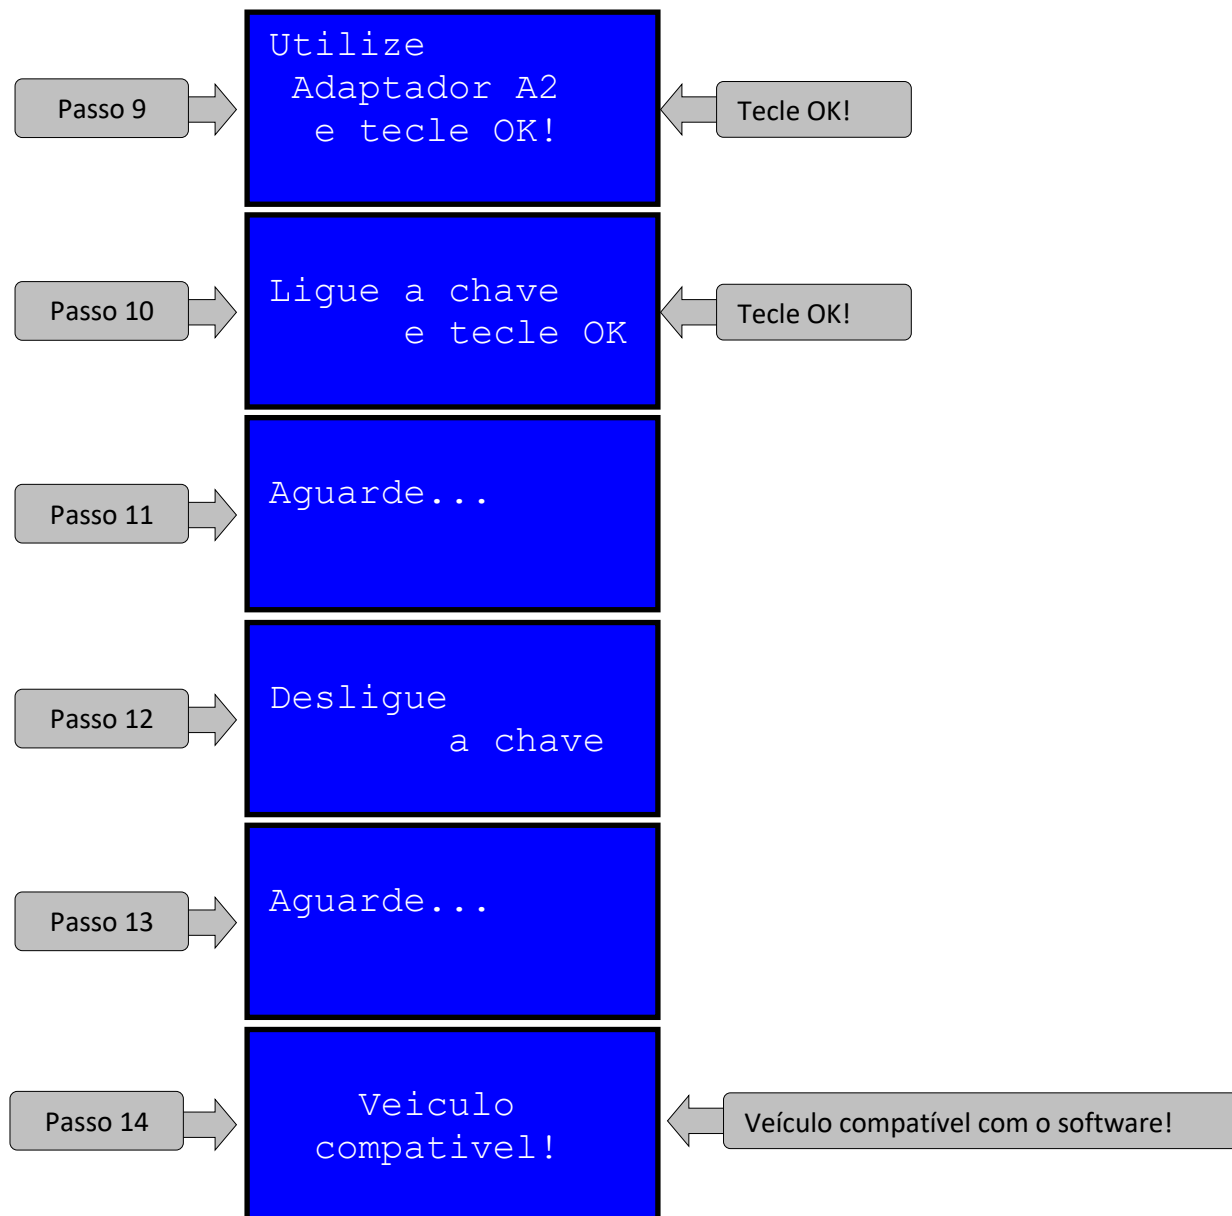 Passo 9
Utilize
Adaptador A2
e tecle OK!
Tecle OK!
Passo 10
Ligue a chave
e tecle OK
Tecle OK!
Passo 11
Aguarde...
Passo 12
Desligue
a chave
Passo 13
Aguarde...
Passo 14
Veiculo
compativel!
Veículo compatível com o software!